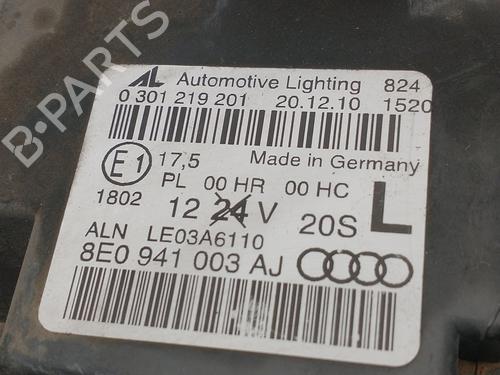 B-PARTS
AL Automotive Lighting 824
0 301 219 201 20.12.10 1520
E1 17,5 Made in Germany
PL 00 HR 00 HC
1802 12 24 V 20S L
ALN LE03A6110
8E0 941 003 AJ